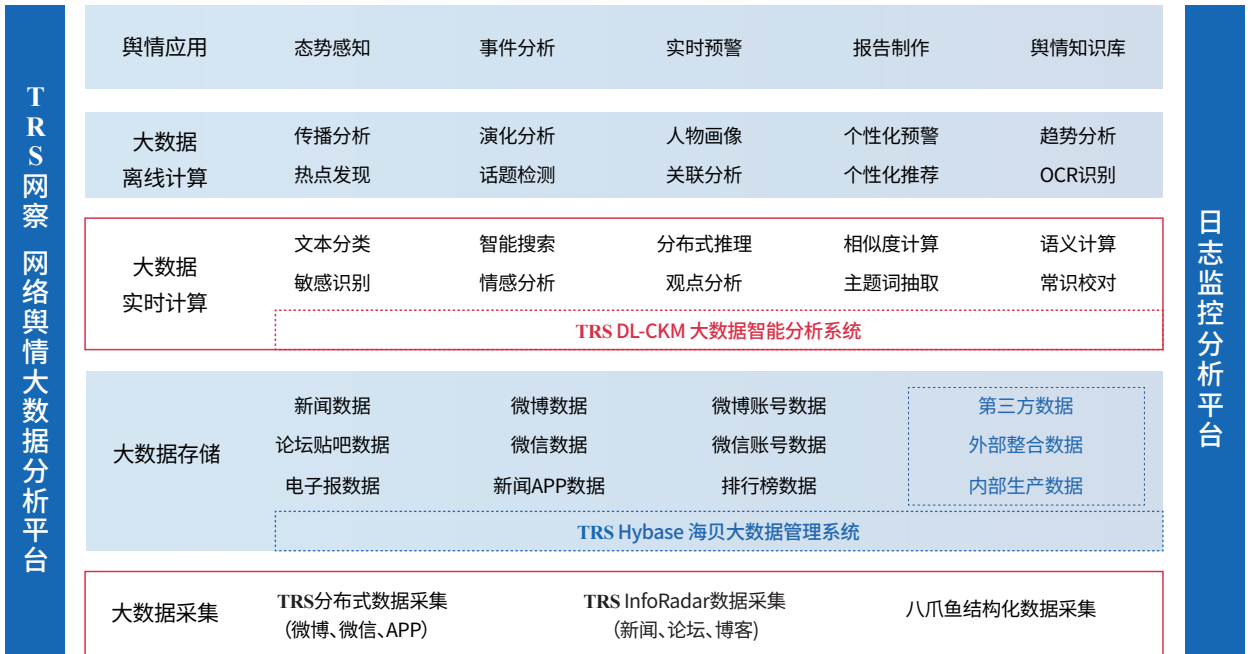 TRS网察 网络舆情大数据分析平台
舆情应用 态势感知 事件分析 实时预警 报告制作 舆情知识库
大数据
离线计算
传播分析 演化分析 人物画像 个性化预警 趋势分析
热点发现 话题检测 关联分析 个性化推荐 OCR识别
大数据
实时计算
文本分类 智能搜索 分布式推理 相似度计算 语义计算
敏感识别 情感分析 观点分析 主题词抽取 常识校对
TRS DL-CKM 大数据智能分析系统
大数据存储
新闻数据 微博数据 微博账号数据 第三方数据
论坛贴吧数据 微信数据 微信账号数据 外部整合数据
电子报数据 新闻APP数据 排行榜数据 内部生产数据
TRS Hybase 海贝大数据管理系统
大数据采集
TRS分布式数据采集
（微博、微信、APP）
TRS InfoRadar数据采集
（新闻、论坛、博客)
八爪鱼结构化数据采集
日志监控分析平台